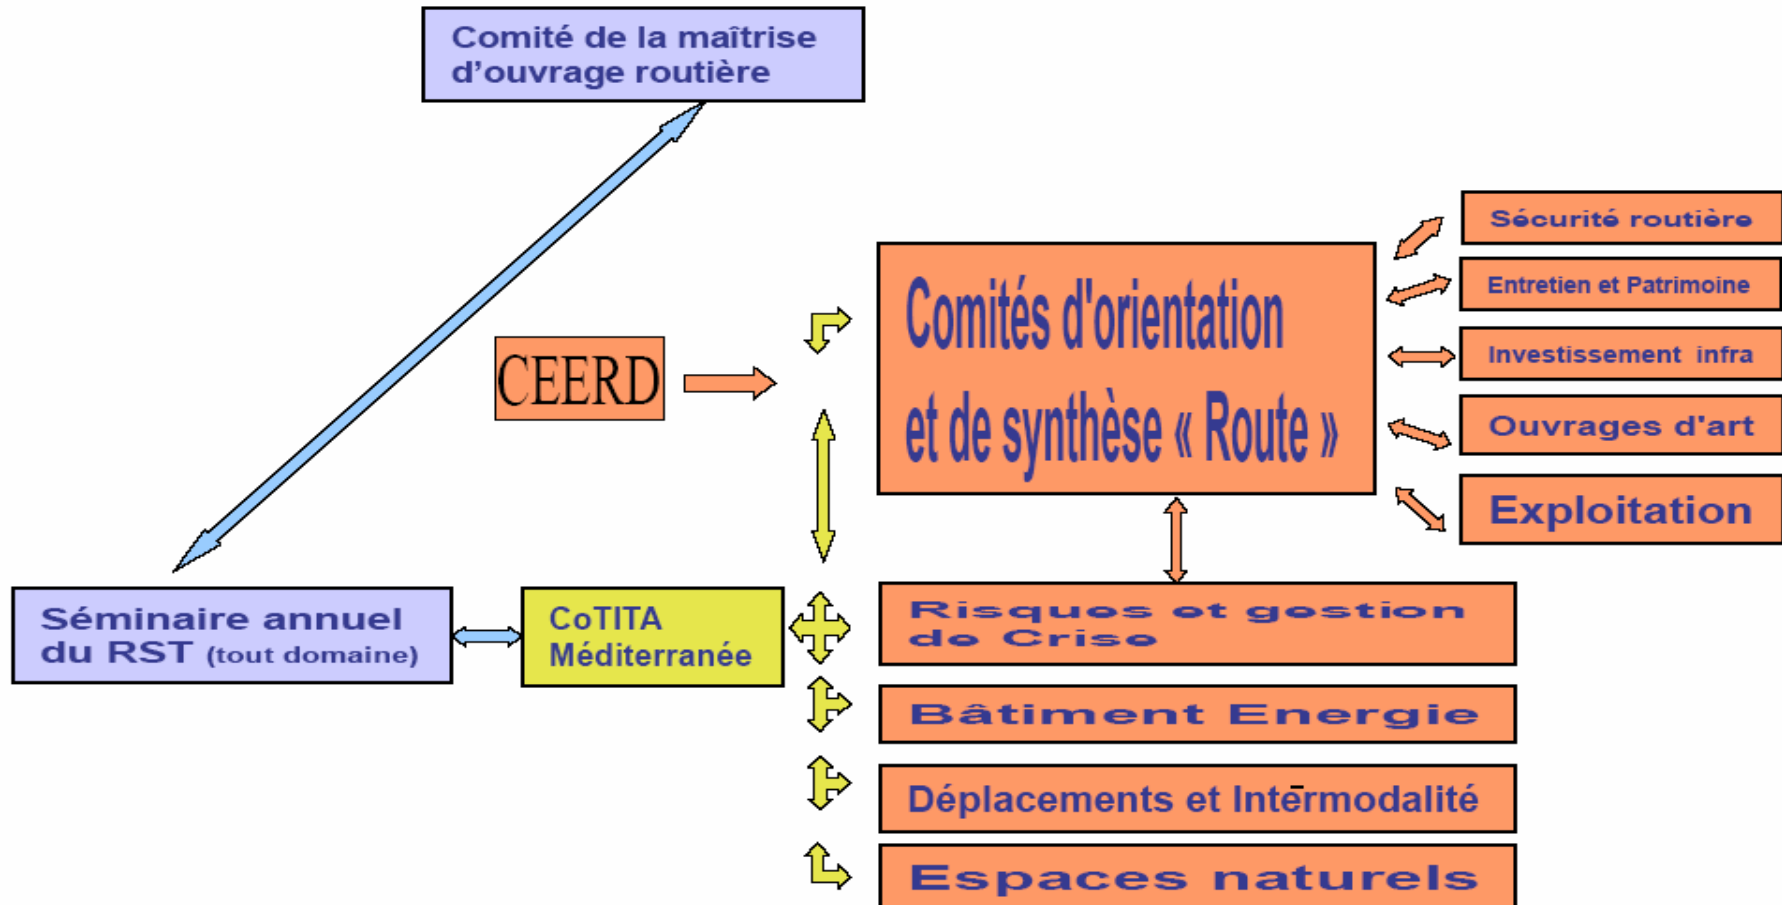 Comité de la maîtrise
d'ouvrage routière
Sécurité routière
Entretien et Patrimoine
Investissement infra
Ouvrages d'art
Exploitation
Comités d'orientation
et de synthèse « Route »
CEERD
Séminaire annuel
du RST (tout domaine)
CoTITA
Méditerranée
Risques et gestion
de Crise
Bâtiment Energie
Déplacements et Intermodalité
Espaces naturels